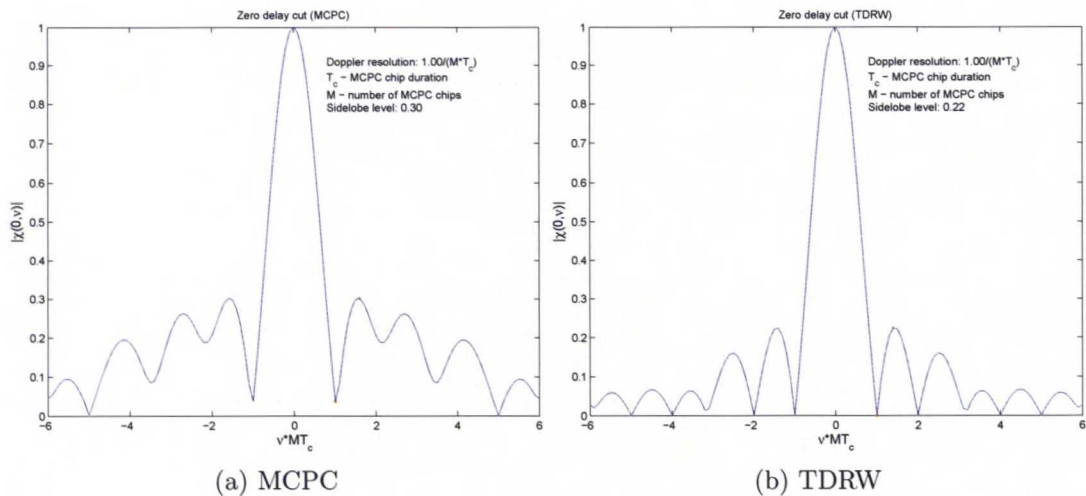 Zero delay cut (MCPC)
1
0.9
0.8
0.7
0.6
0.5
0.4
0.3
0.2
0.1
0
|χ(0,ν)|
Doppler resolution: 1.00/(M*T_c)
T_c − MCPC chip duration
M − number of MCPC chips
Sidelobe level: 0.30
−6 −4 −2 0 2 4 6
ν*MT_c
(a) MCPC
Zero delay cut (TDRW)
1
0.9
0.8
0.7
0.6
0.5
0.4
0.3
0.2
0.1
0
|χ(0,ν)|
Doppler resolution: 1.00/(M*T_c)
T_c − MCPC chip duration
M − number of MCPC chips
Sidelobe level: 0.22
−6 −4 −2 0 2 4 6
ν*MT_c
(b) TDRW